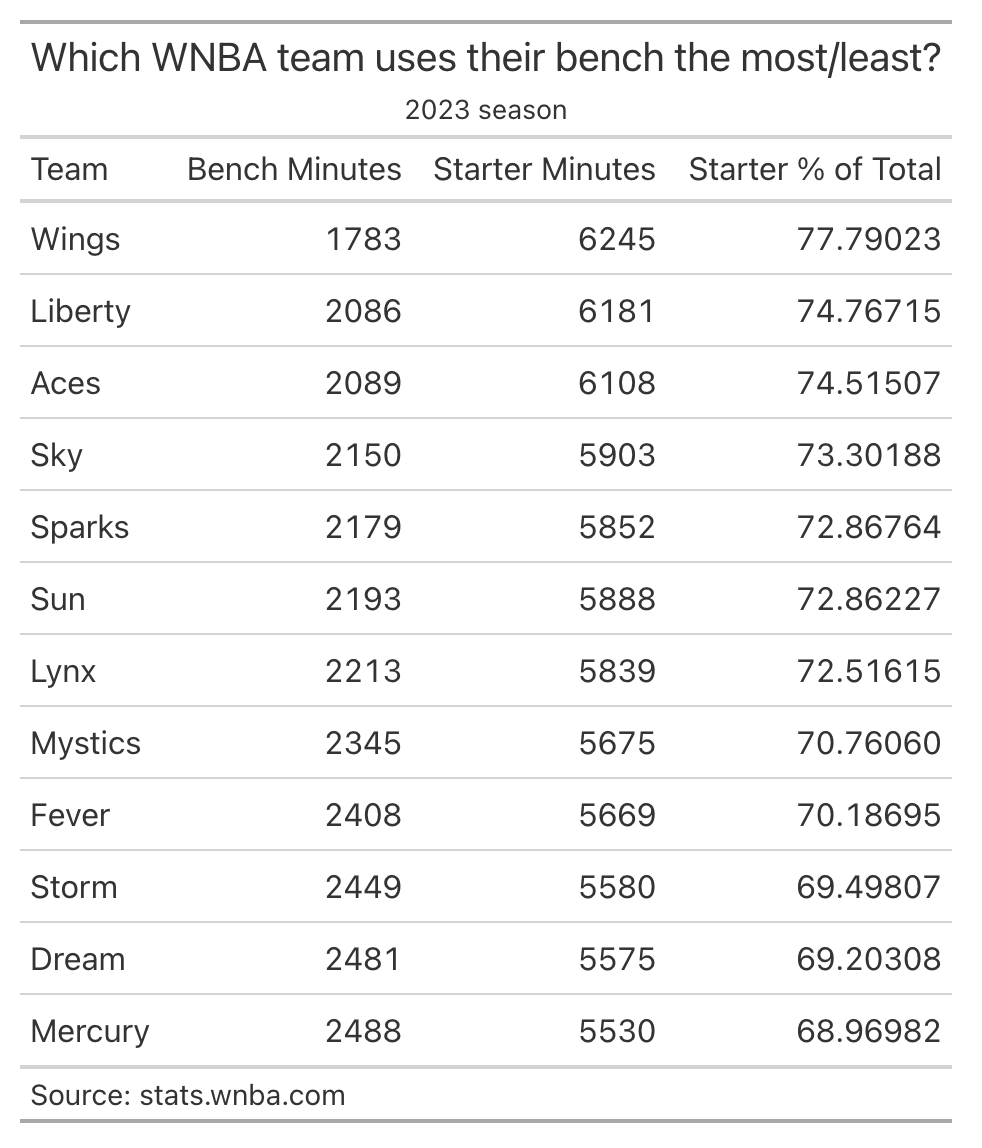 Which WNBA team uses their bench the most/least?
2023 season
Team Bench Minutes Starter Minutes Starter % of Total
Wings 1783 6245 77.79023
Liberty 2086 6181 74.76715
Aces 2089 6108 74.51507
Sky 2150 5903 73.30188
Sparks 2179 5852 72.86764
Sun 2193 5888 72.86227
Lynx 2213 5839 72.51615
Mystics 2345 5675 70.76060
Fever 2408 5669 70.18695
Storm 2449 5580 69.49807
Dream 2481 5575 69.20308
Mercury 2488 5530 68.96982
Source: stats.wnba.com